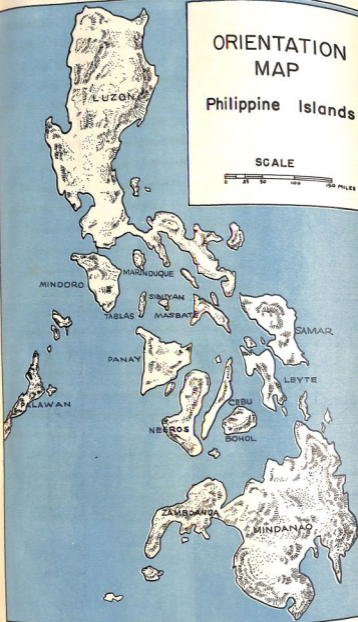 ORIENTATION
MAP
Philippine Islands
SCALE
0 25 50 100 150 MILES
LUZON
MARINDUQUE
MINDORO
SIBUYAN
TABLAS
MASBATE
SAMAR
PANAY
LEYTE
ALAWAN
CEBU
NEGROS
BOHOL
ZAMBOANGA
MINDANAO